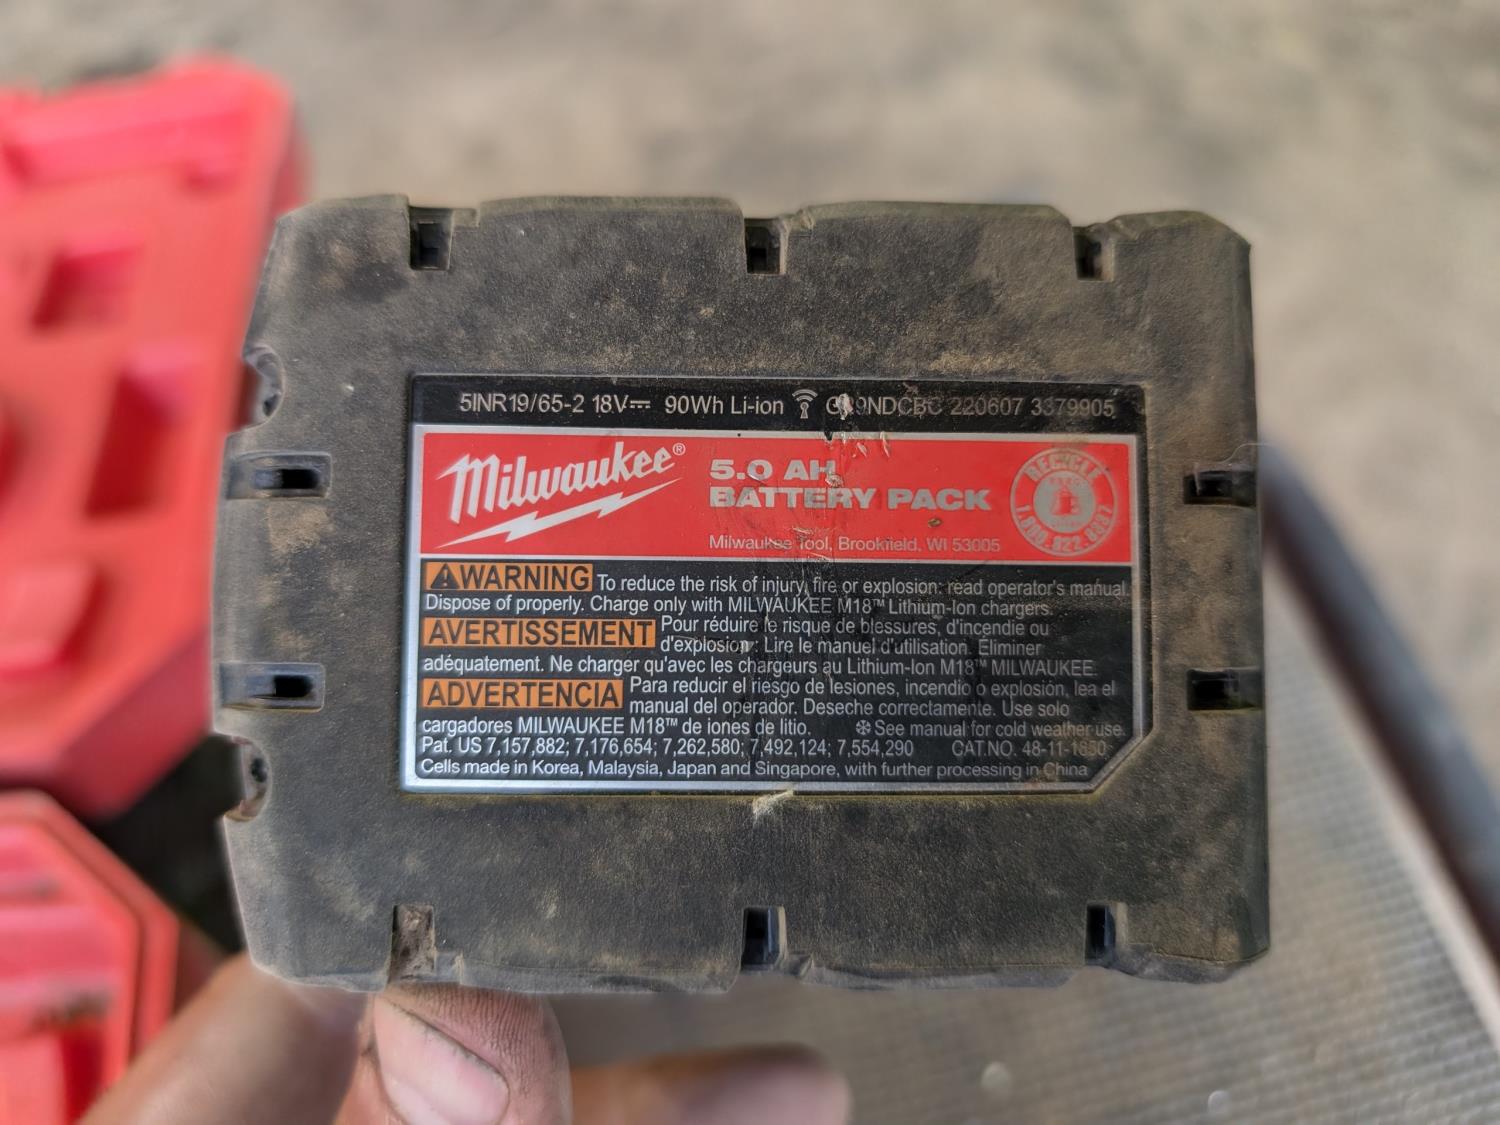 5INR19/65-2 18V⎓ 90Wh Li-ion 220607 3379905
Milwaukee®
5.0 AH
BATTERY PACK
Milwaukee Tool, Brookfield, WI 53005
RECYCLE
1.800.822.8837
⚠WARNING To reduce the risk of injury, fire or explosion: read operator's manual.
Dispose of properly. Charge only with MILWAUKEE M18™ Lithium-Ion chargers.
AVERTISSEMENT Pour réduire le risque de blessures, d'incendie ou
d'explosion : Lire le manuel d'utilisation. Éliminer
adéquatement. Ne charger qu'avec les chargeurs au Lithium-Ion M18™ MILWAUKEE.
ADVERTENCIA Para reducir el riesgo de lesiones, incendio o explosión, lea el
manual del operador. Deseche correctamente. Use solo
cargadores MILWAUKEE M18™ de iones de litio. ❄ See manual for cold weather use.
Pat. US 7,157,882; 7,176,654; 7,262,580; 7,492,124; 7,554,290 CAT.NO. 48-11-1850
Cells made in Korea, Malaysia, Japan and Singapore, with further processing in China